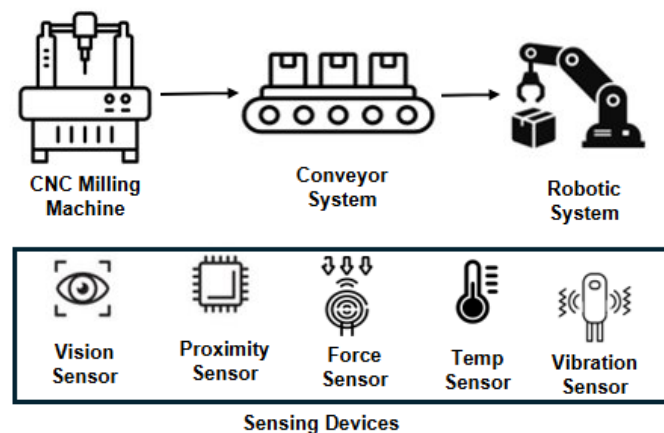 CNC Milling
Machine
Conveyor
System
Robotic
System
Vision
Sensor
Proximity
Sensor
Force
Sensor
Temp
Sensor
Vibration
Sensor
Sensing Devices